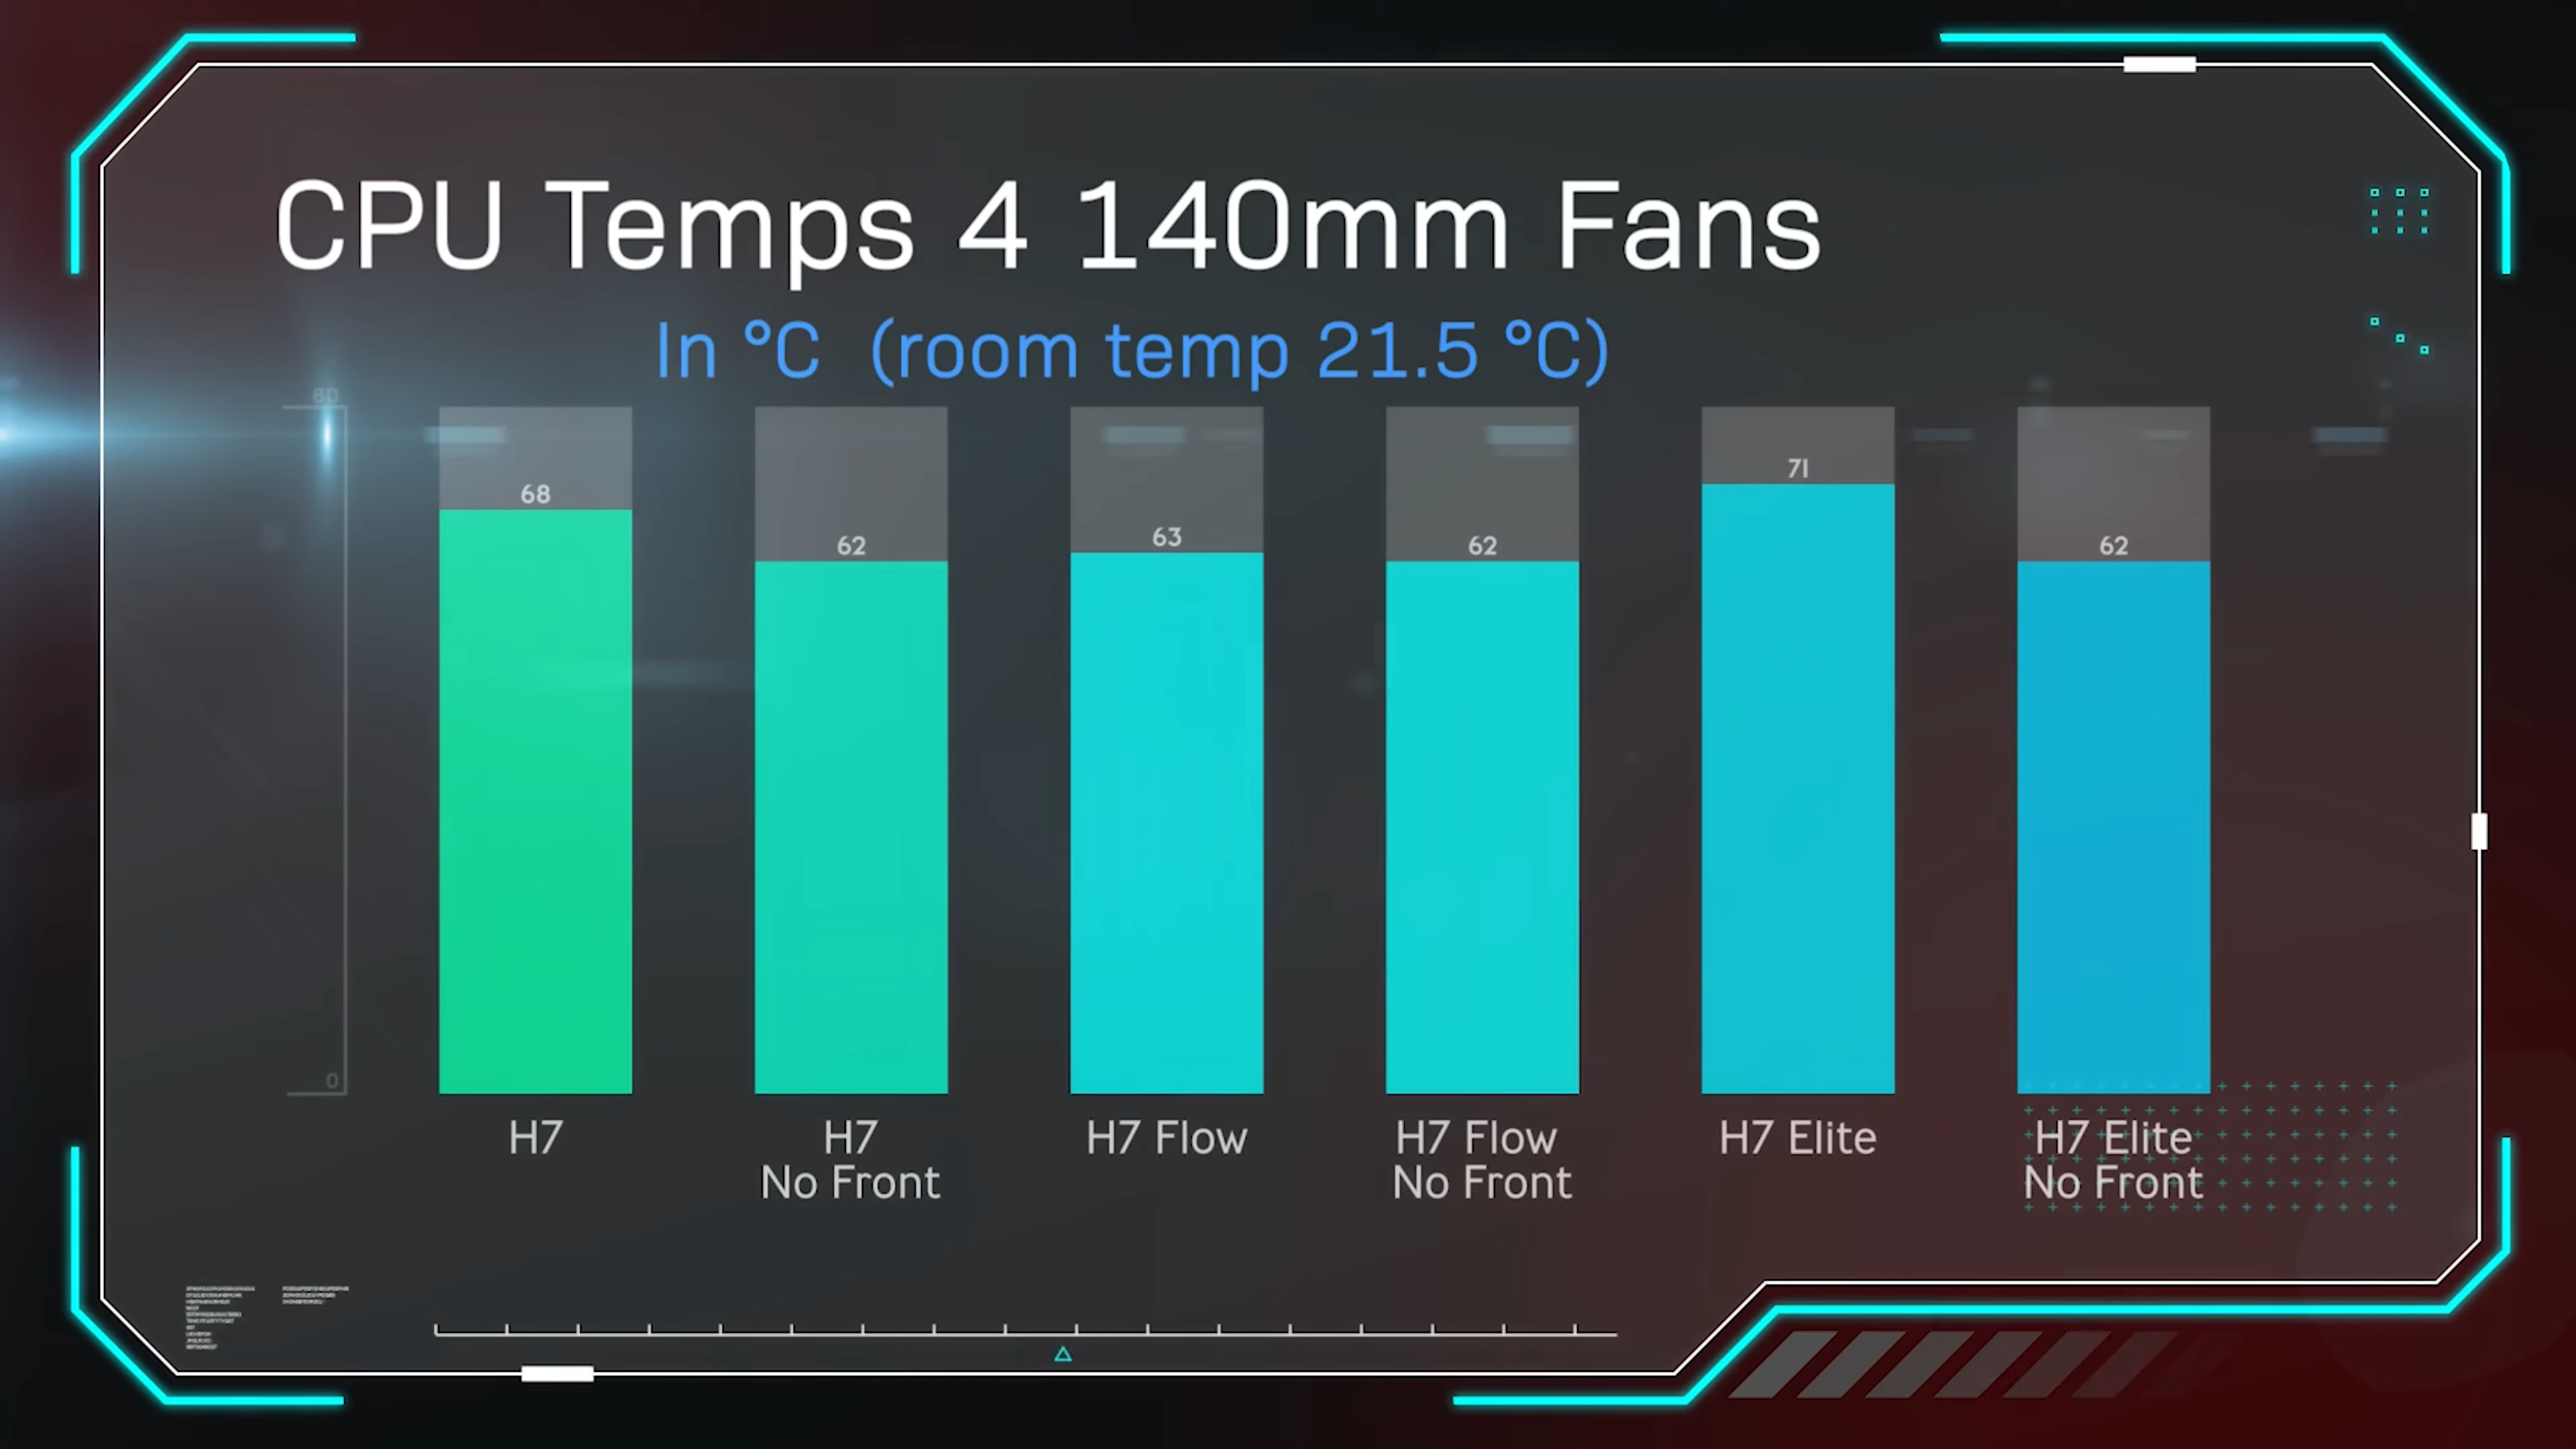 CPU Temps 4 140mm Fans
In °C (room temp 21.5 °C)
80
68
62
63
62
71
62
0
H7
H7
No Front
H7 Flow
H7 Flow
No Front
H7 Elite
H7 Elite
No Front